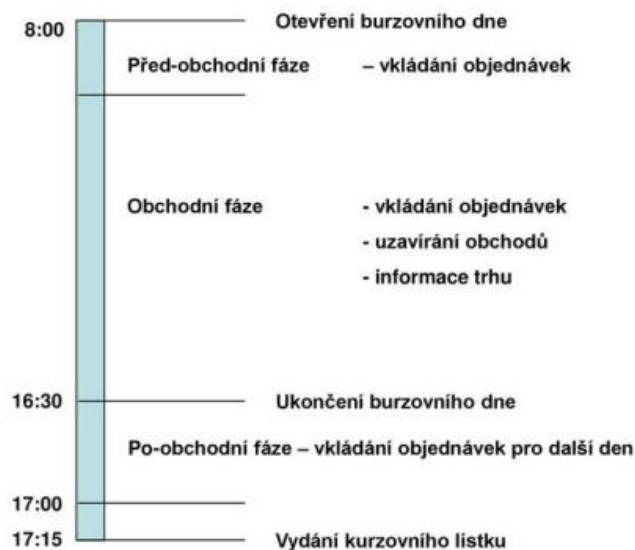 8:00 Otevření burzovního dne
Před-obchodní fáze – vkládání objednávek
Obchodní fáze - vkládání objednávek
- uzavírání obchodů
- informace trhu
16:30 Ukončení burzovního dne
Po-obchodní fáze – vkládání objednávek pro další den
17:00
17:15 Vydání kurzovního lístku